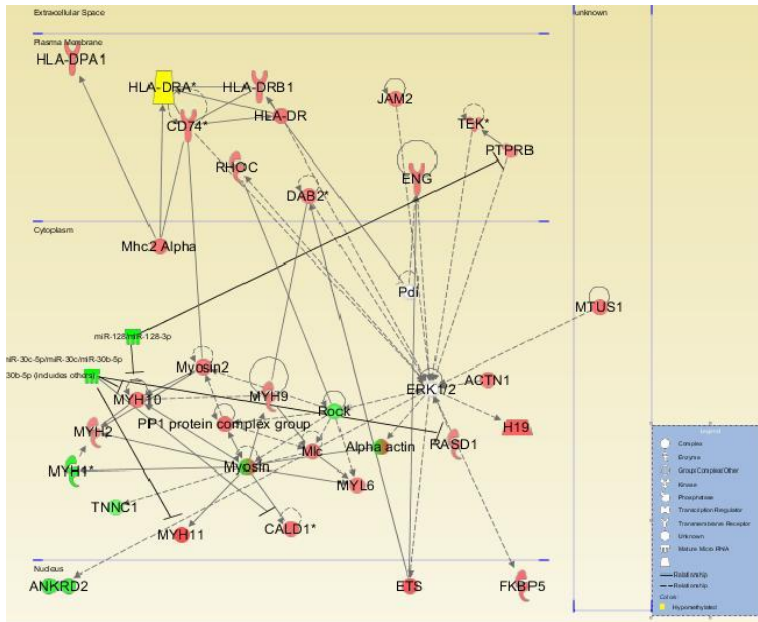 Extracellular Space
unknown
Plasma Membrane
HLA-DPA1
HLA-DRA*
HLA-DRB1
JAM2
HLA-DR
CD74*
TEK*
PTPRB
RHOC
ENG
DAB2*
Cytoplasm
Mhc2 Alpha
Pdi
MTUS1
miR-128/miR-128-3p
miR-30c-5p/miR-30c/miR-30b-5p
30b-5p (includes others)
Myosin2
ERK1/2
ACTN1
MYH10
MYH9
Rock
H19
MYH2
PP1 protein complex group
Mlc
Alpha actin
RASD1
MYH1*
Myosin
MYL6
TNNC1
MYH11
CALD1*
Nucleus
ANKRD2
ETS
FKBP5
Legend
Complex
Enzyme
Group/Complex/Other
Kinase
Phosphatase
Transcription Regulator
Transmembrane Receptor
Unknown
Mature Micro RNA
Relationship
Relationship
Colors:
Hypomethylated